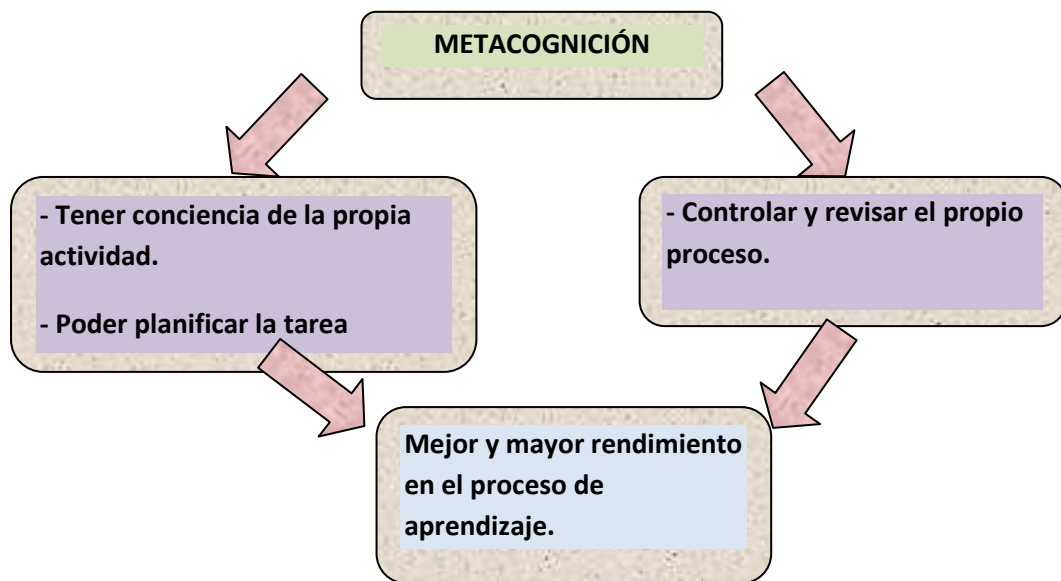 METACOGNICIÓN
- Tener conciencia de la propia
actividad.
- Poder planificar la tarea
- Controlar y revisar el propio
proceso.
Mejor y mayor rendimiento
en el proceso de
aprendizaje.